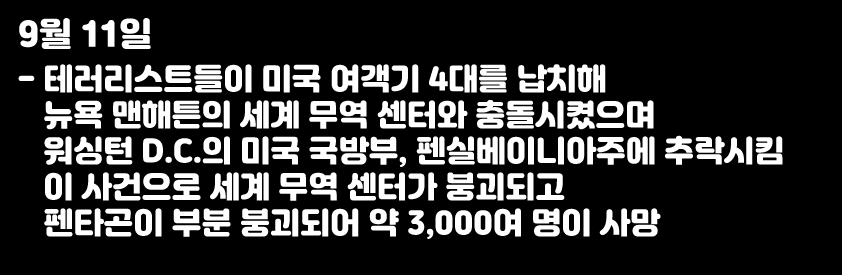 9월 11일
- 테러리스트들이 미국 여객기 4대를 납치해
뉴욕 맨해튼의 세계 무역 센터와 충돌시켰으며
워싱턴 D.C.의 미국 국방부, 펜실베이니아주에 추락시킴
이 사건으로 세계 무역 센터가 붕괴되고
펜타곤이 부분 붕괴되어 약 3,000여 명이 사망